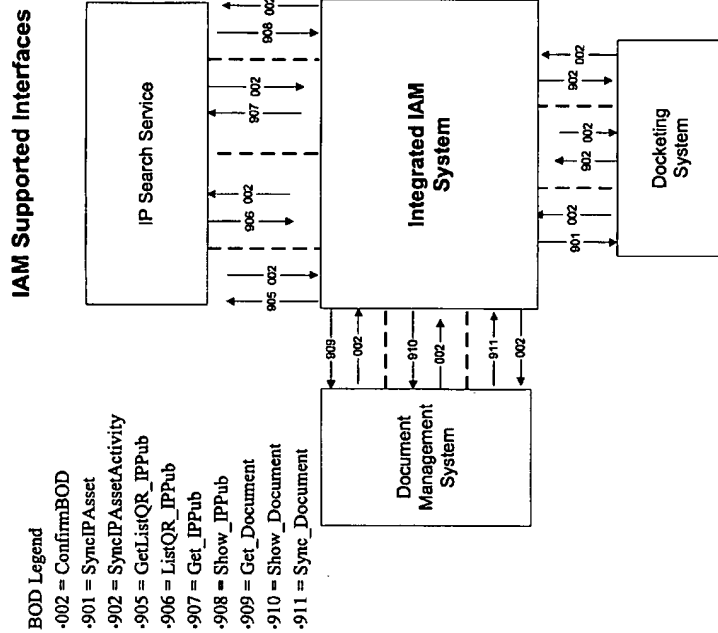 IAM Supported Interfaces
BOD Legend
·002 = ConfirmBOD
·901 = SyncIPAsset
·902 = SyncIPAssetActivity
·905 = GetListQR_IPPub
·906 = ListQR_IPPub
·907 = Get_IPPub
·908 = Show_IPPub
·909 = Get_Document
·910 = Show_Document
·911 = Sync_Document
IP Search Service
905
002
906
002
907
002
908
Integrated IAM
System
909
002
910
002
911
002
Document
Management
System
901
002
902
002
902
002
Docketing
System